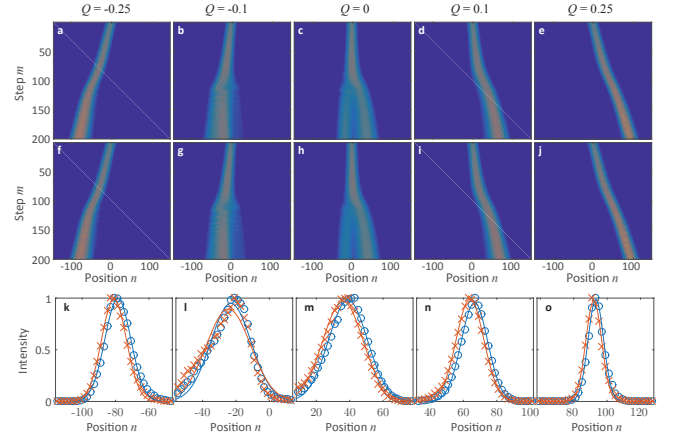 Q = -0.25 Q = -0.1 Q = 0 Q = 0.1 Q = 0.25
a b c d e
50
100
150
200
Step m
f g h i j
50
100
150
200
Step m
-100 0 100 -100 0 100 -100 0 100 -100 0 100 -100 0 100
Position n Position n Position n Position n Position n
k l m n o
1
0.5
0
Intensity
-100 -80 -60 -40 -20 0 20 40 60 40 60 80 100 60 80 100 120
Position n Position n Position n Position n Position n